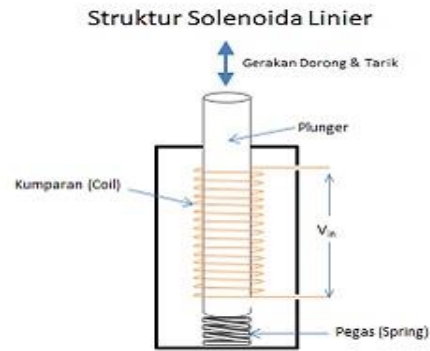 Struktur Solenoida Linier
Gerakan Dorong & Tarik
Plunger
Kumparan (Coil)
Vin
Pegas (Spring)